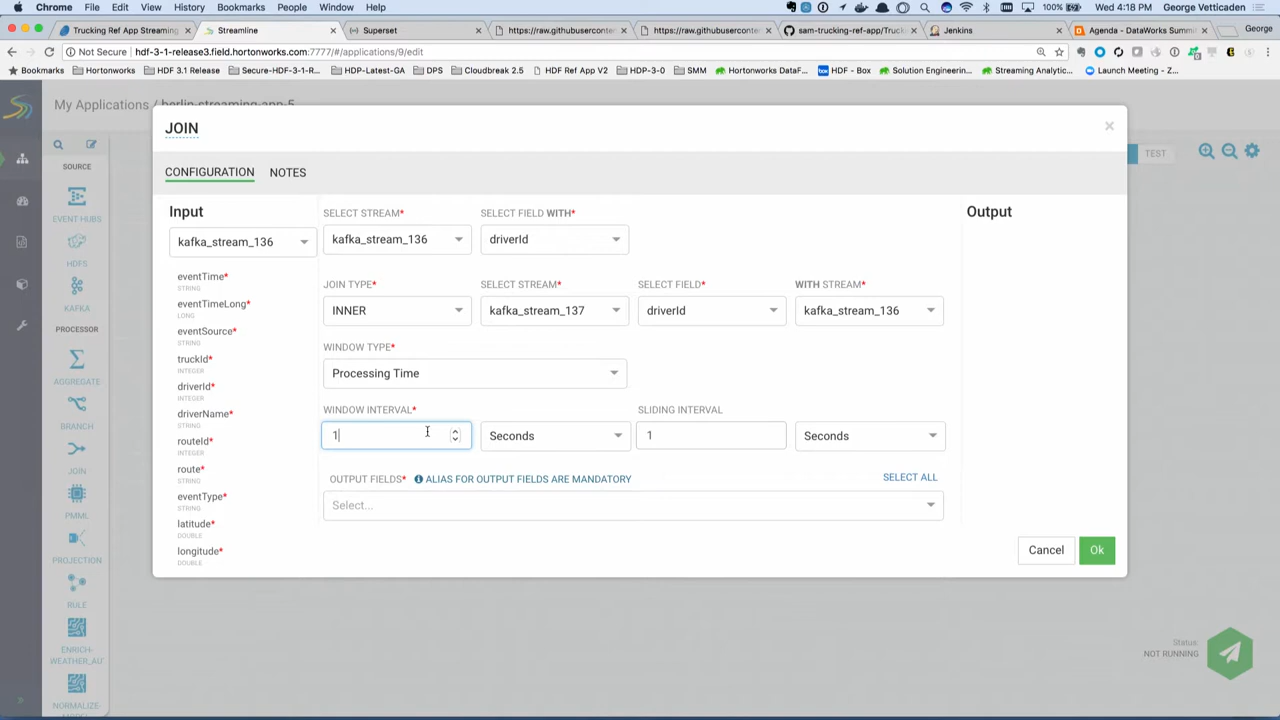 Chrome File Edit View History Bookmarks People Window Help
100% Wed 4:18 PM George Vetticaden
Trucking Ref App Streaming
Streamline
Superset
https://raw.githubuserconten
https://raw.githubuserconten
sam-trucking-ref-app/Truck
Jenkins
Agenda – DataWorks Summit
George
Not Secure hdf-3-1-release3.field.hortonworks.com:7777/#/applications/9/edit
Bookmarks Hortonworks HDF 3.1 Release Secure-HDF-3-1-R... HDP-Latest-GA DPS Cloudbreak 2.5 HDF Ref App V2 HDP-3-0 SMM Hortonworks DataF... HDF - Box Solution Engineerin... Streaming Analytic... Launch Meeting - Z...
My Applications / berlin-streaming-app-5
JOIN
×
CONFIGURATION NOTES
TEST
SOURCE
EVENT HUBS
HDFS
KAFKA
PROCESSOR
AGGREGATE
BRANCH
JOIN
PMML
PROJECTION
RULE
ENRICH-
WEATHER_AU
NORMALIZE-
MODEL
Input
kafka_stream_136
eventTime*
STRING
eventTimeLong*
LONG
eventSource*
STRING
truckId*
INTEGER
driverId*
INTEGER
driverName*
STRING
routeId*
INTEGER
route*
STRING
eventType*
STRING
latitude*
DOUBLE
longitude*
DOUBLE
SELECT STREAM* SELECT FIELD WITH*
kafka_stream_136 driverId
JOIN TYPE* SELECT STREAM* SELECT FIELD* WITH STREAM*
INNER kafka_stream_137 driverId kafka_stream_136
WINDOW TYPE*
Processing Time
WINDOW INTERVAL* SLIDING INTERVAL
1 Seconds 1 Seconds
OUTPUT FIELDS* ALIAS FOR OUTPUT FIELDS ARE MANDATORY SELECT ALL
Select...
Output
Cancel Ok
Status:
NOT RUNNING